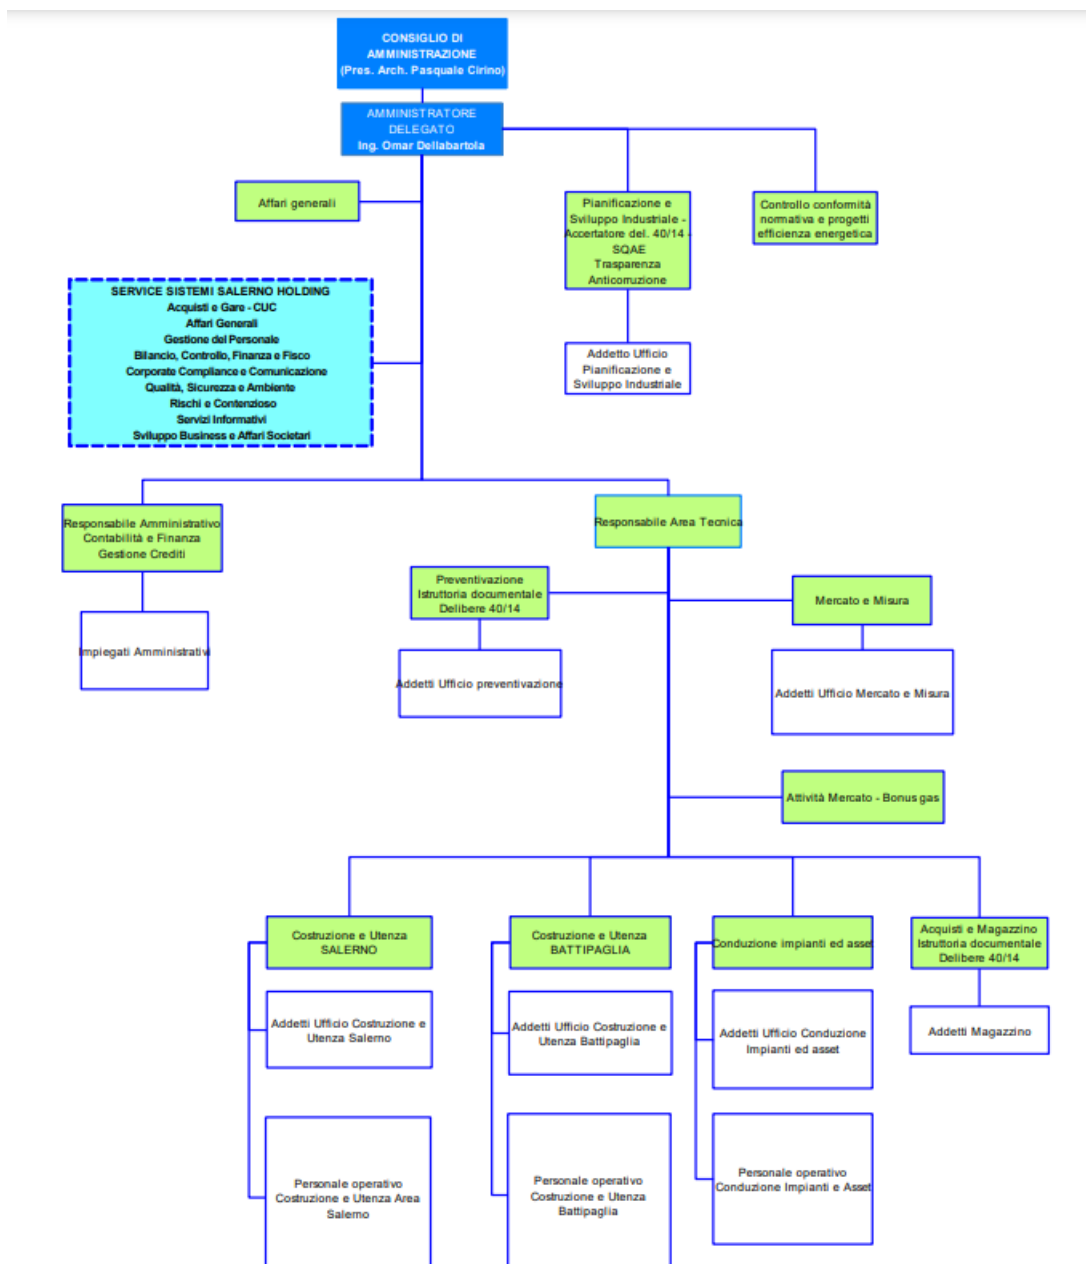 CONSIGLIO DI
AMMINISTRAZIONE
(Pres. Arch. Pasquale Cirino)
AMMINISTRATORE
DELEGATO
Ing. Omar Dellabartola
Affari generali
Pianificazione e
Sviluppo Industriale -
Accertatore del. 40/14 -
SQAE
Trasparenza
Anticorruzione
Controllo conformità
normativa e progetti
efficienza energetica
SERVICE SISTEMI SALERNO HOLDING
Acquisti e Gare - CUC
Affari Generali
Gestione del Personale
Bilancio, Controllo, Finanza e Fisco
Corporate Compliance e Comunicazione
Qualità, Sicurezza e Ambiente
Rischi e Contenzioso
Servizi Informativi
Sviluppo Business e Affari Societari
Addetto Ufficio
Pianificazione e
Sviluppo Industriale
Responsabile Amministrativo
Contabilità e Finanza
Gestione Crediti
Responsabile Area Tecnica
Impiegati Amministrativi
Preventivazione
Istruttoria documentale
Delibere 40/14
Mercato e Misura
Addetti Ufficio preventivazione
Addetti Ufficio Mercato e Misura
Attività Mercato - Bonus gas
Costruzione e Utenza
SALERNO
Costruzione e Utenza
BATTIPAGLIA
Conduzione impianti ed asset
Acquisti e Magazzino
Istruttoria documentale
Delibere 40/14
Addetti Ufficio Costruzione e
Utenza Salerno
Addetti Ufficio Costruzione e
Utenza Battipaglia
Addetti Ufficio Conduzione
Impianti ed asset
Addetti Magazzino
Personale operativo
Costruzione e Utenza Area
Salerno
Personale operativo
Costruzione e Utenza
Battipaglia
Personale operativo
Conduzione Impianti e Asset